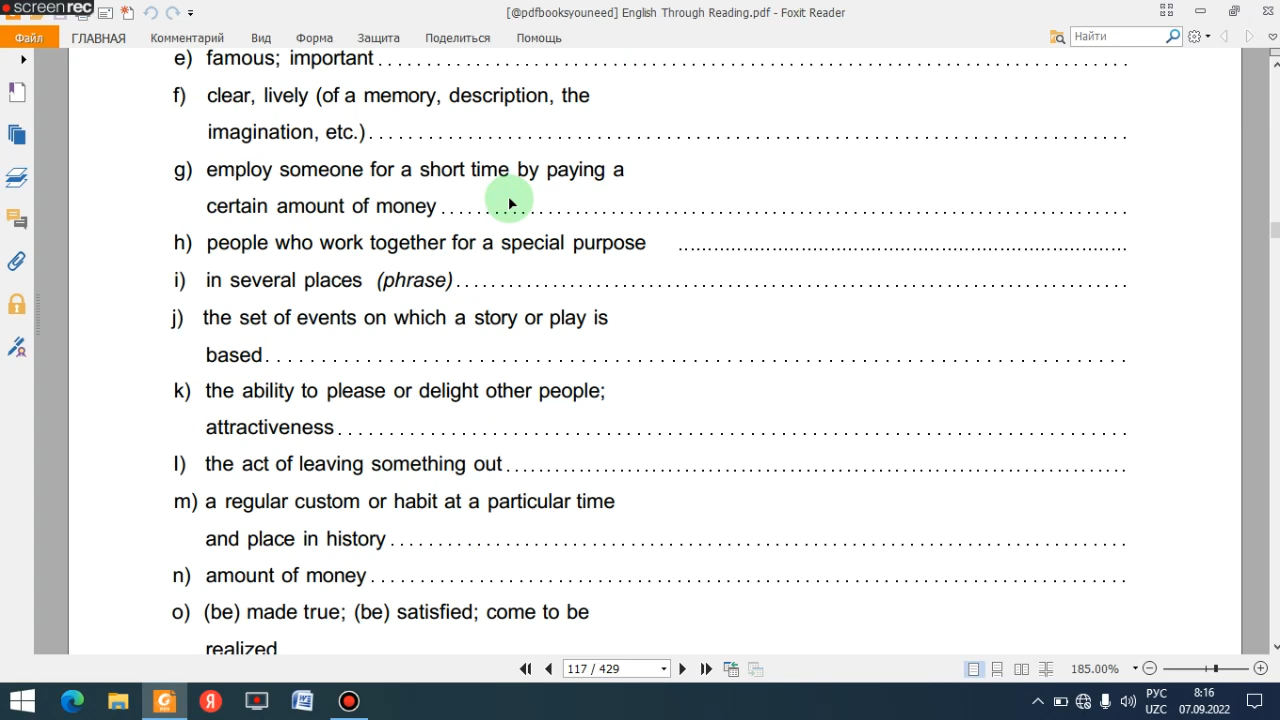 screenrec
[@pdfbooksyouneed] English Through Reading.pdf - Foxit Reader
Файл ГЛАВНАЯ Комментарий Вид Форма Защита Поделиться Помощь Найти
e) famous; important
f) clear, lively (of a memory, description, the
imagination, etc.)
g) employ someone for a short time by paying a
certain amount of money
h) people who work together for a special purpose
i) in several places (phrase)
j) the set of events on which a story or play is
based
k) the ability to please or delight other people;
attractiveness
l) the act of leaving something out
m) a regular custom or habit at a particular time
and place in history
n) amount of money
o) (be) made true; (be) satisfied; come to be
realized
117 / 429 185.00%
РУС 8:16
UZC 07.09.2022